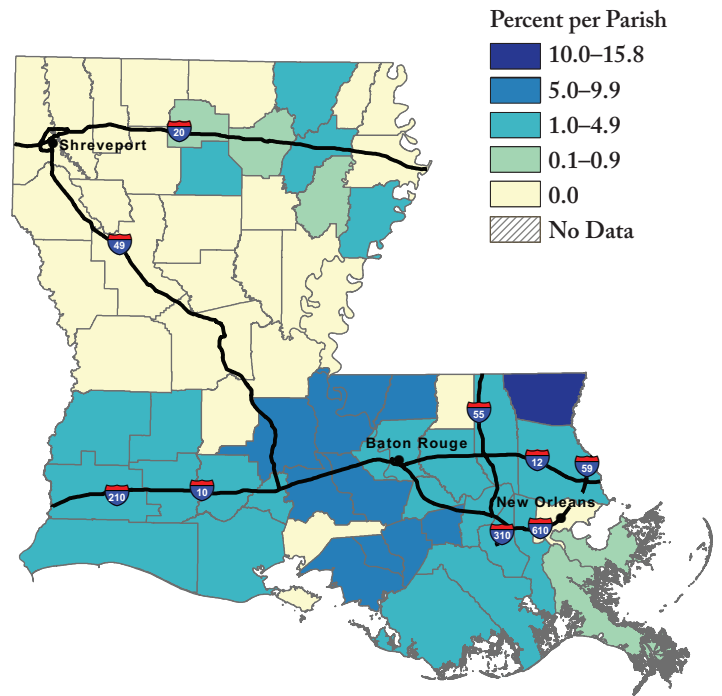 Percent per Parish
10.0–15.8
5.0–9.9
1.0–4.9
0.1–0.9
0.0
No Data
20
Shreveport
49
55
Baton Rouge
12
59
210
10
New Orleans
310
610